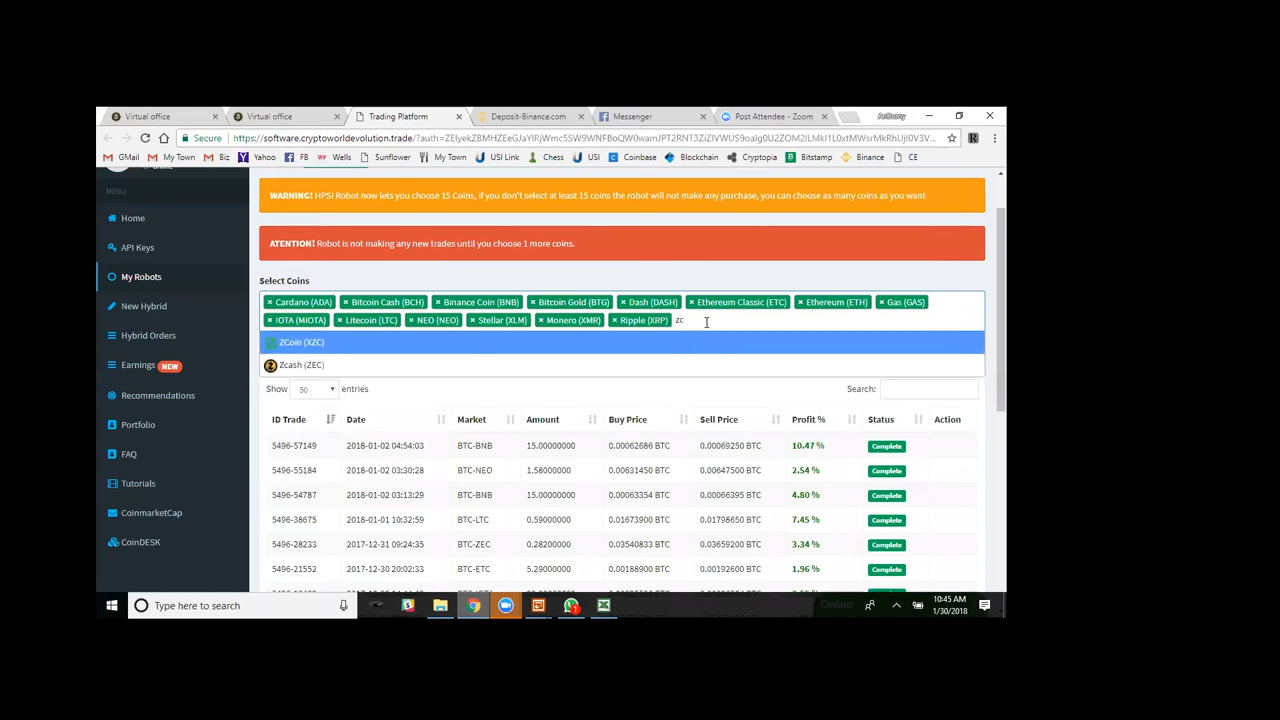 Virtual office
Virtual office
Trading Platform
Deposit-Binance.com
Messenger
Post Attendee - Zoom
Anthony
Secure
GMail
My Town
Biz
Yahoo
FB
Wells
Sunflower
My Town
USI Link
Chess
USI
Coinbase
Blockchain
Cryptopia
Bitstamp
Binance
CE
MENU
Home
API Keys
My Robots
New Hybrid
Hybrid Orders
Earnings NEW
Recommendations
Portfolio
FAQ
Tutorials
CoinmarketCap
CoinDESK
WARNING! HPSI Robot now lets you choose 15 Coins, if you don't select at least 15 coins the robot will not make any purchase, you can choose as many coins as you want
ATENTION! Robot is not making any new trades until you choose 1 more coins.
Select Coins
× Cardano (ADA) × Bitcoin Cash (BCH) × Binance Coin (BNB) × Bitcoin Gold (BTG) × Dash (DASH) × Ethereum Classic (ETC) × Ethereum (ETH) × Gas (GAS)
× IOTA (MIOTA) × Litecoin (LTC) × NEO (NEO) × Stellar (XLM) × Monero (XMR) × Ripple (XRP) zc
ZCoin (XZC)
Zcash (ZEC)
Show 50 entries Search:
ID Trade Date Market Amount Buy Price Sell Price Profit % Status Action
5496-57149 2018-01-02 04:54:03 BTC-BNB 15.00000000 0.00062686 BTC 0.00069250 BTC 10.47 % Complete
5496-55184 2018-01-02 03:30:28 BTC-NEO 1.58000000 0.00631450 BTC 0.00647500 BTC 2.54 % Complete
5496-54787 2018-01-02 03:13:29 BTC-BNB 15.00000000 0.00063354 BTC 0.00066395 BTC 4.80 % Complete
5496-38675 2018-01-01 10:32:59 BTC-LTC 0.59000000 0.01673900 BTC 0.01798650 BTC 7.45 % Complete
5496-28233 2017-12-31 09:24:35 BTC-ZEC 0.28200000 0.03540833 BTC 0.03659200 BTC 3.34 % Complete
5496-21552 2017-12-30 20:02:33 BTC-ETC 5.29000000 0.00188900 BTC 0.00192600 BTC 1.96 % Complete
Type here to search
Online
10:45 AM
1/30/2018